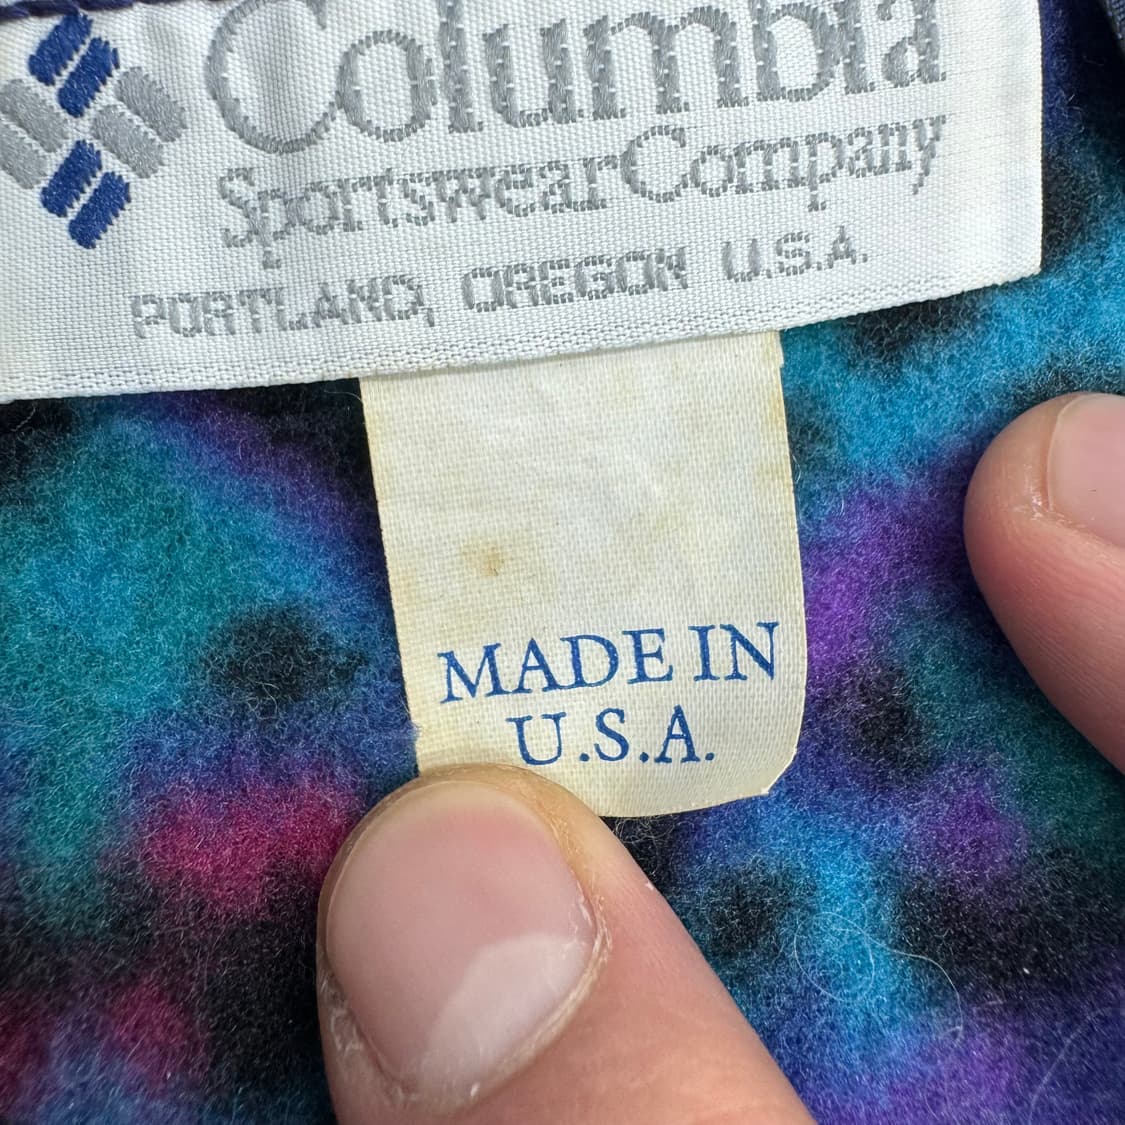 Columbia
Sportswear Company
PORTLAND, OREGON U.S.A.
MADE IN
U.S.A.